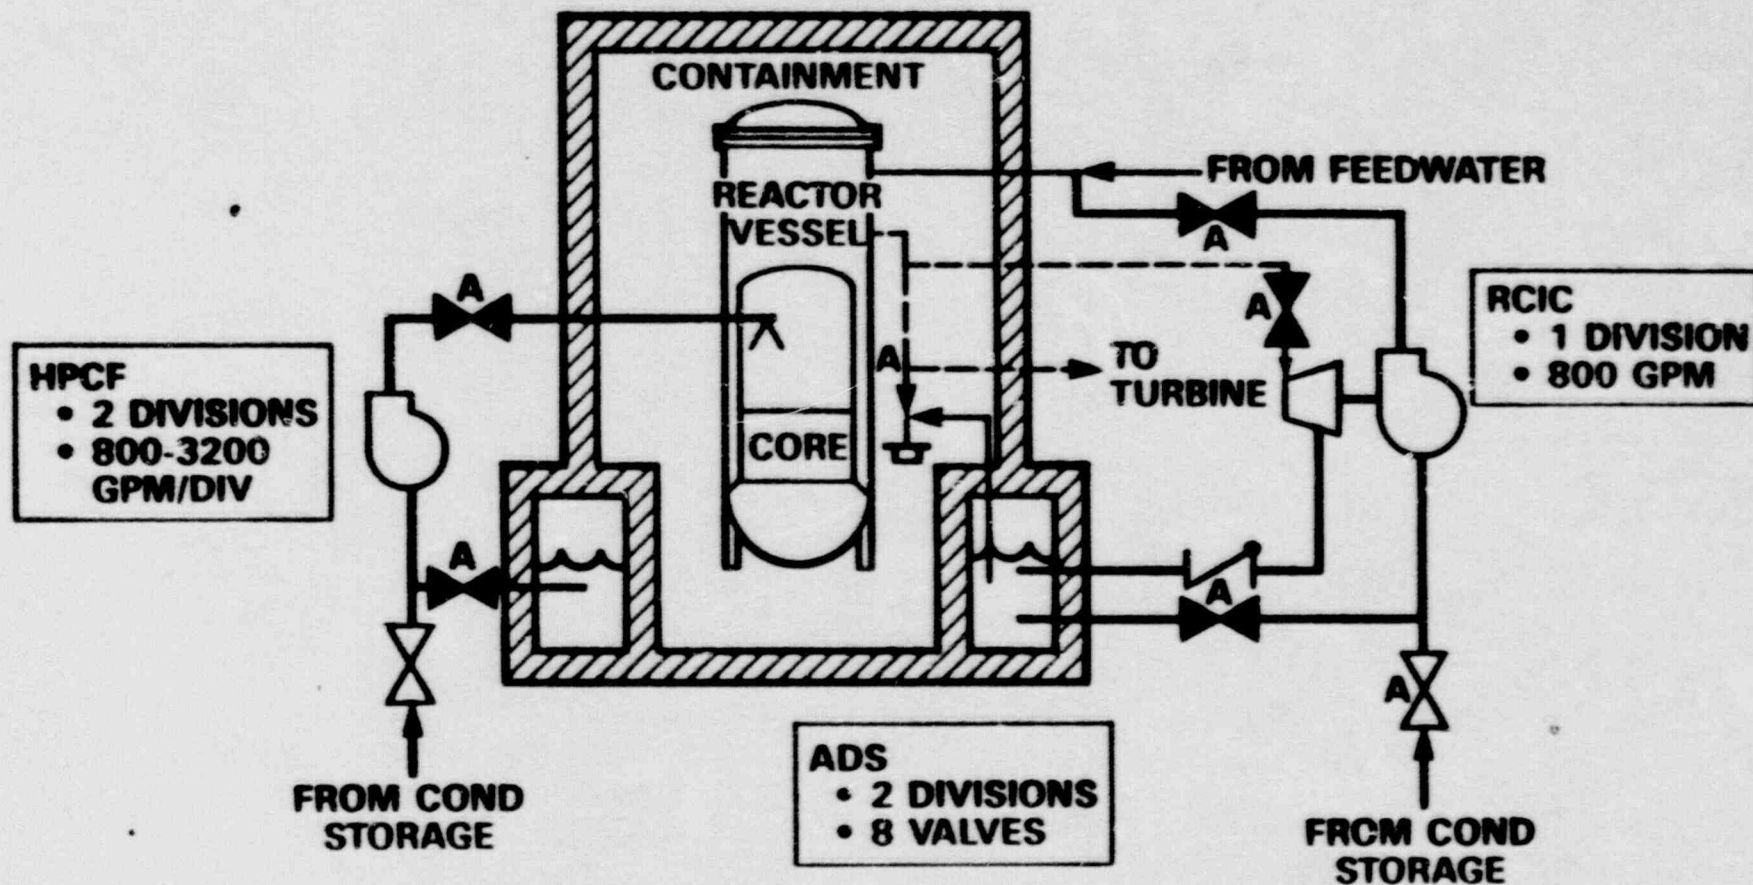 CONTAINMENT
REACTOR
VESSEL
CORE
FROM FEEDWATER
A
A
A
A
TO
TURBINE
RCIC
• 1 DIVISION
• 800 GPM
HPCF
• 2 DIVISIONS
• 800-3200
GPM/DIV
A
A
A
A
FROM COND
STORAGE
ADS
• 2 DIVISIONS
• 8 VALVES
FROM COND
STORAGE